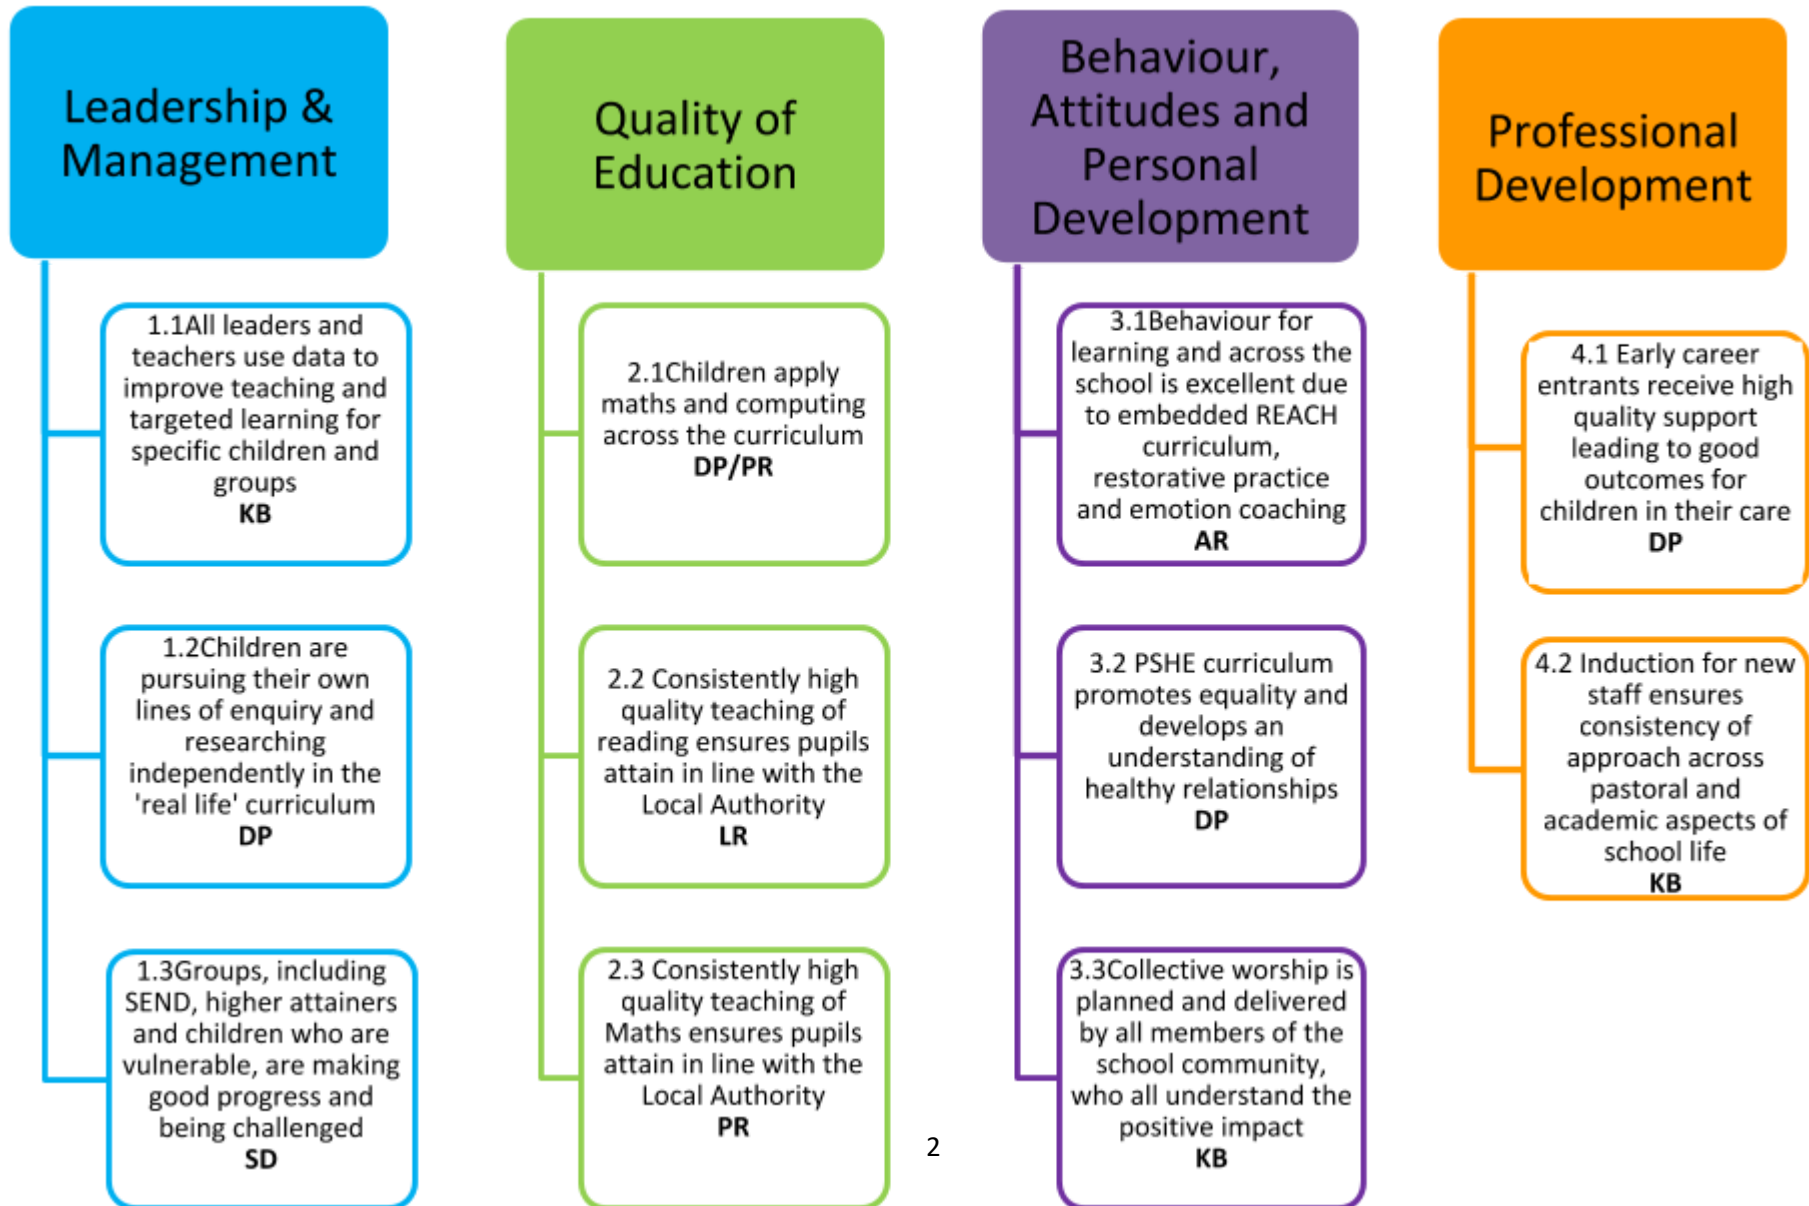 Leadership &
Management
1.1All leaders and
teachers use data to
improve teaching and
targeted learning for
specific children and
groups
KB
1.2Children are
pursuing their own
lines of enquiry and
researching
independently in the
'real life' curriculum
DP
1.3Groups, including
SEND, higher attainers
and children who are
vulnerable, are making
good progress and
being challenged
SD
Quality of
Education
2.1Children apply
maths and computing
across the curriculum
DP/PR
2.2 Consistently high
quality teaching of
reading ensures pupils
attain in line with the
Local Authority
LR
2.3 Consistently high
quality teaching of
Maths ensures pupils
attain in line with the
Local Authority
PR
Behaviour,
Attitudes and
Personal
Development
3.1Behaviour for
learning and across the
school is excellent due
to embedded REACH
curriculum,
restorative practice
and emotion coaching
AR
3.2 PSHE curriculum
promotes equality and
develops an
understanding of
healthy relationships
DP
3.3Collective worship is
planned and delivered
by all members of the
school community,
who all understand the
positive impact
KB
Professional
Development
4.1 Early career
entrants receive high
quality support
leading to good
outcomes for
children in their care
DP
4.2 Induction for new
staff ensures
consistency of
approach across
pastoral and
academic aspects of
school life
KB
2